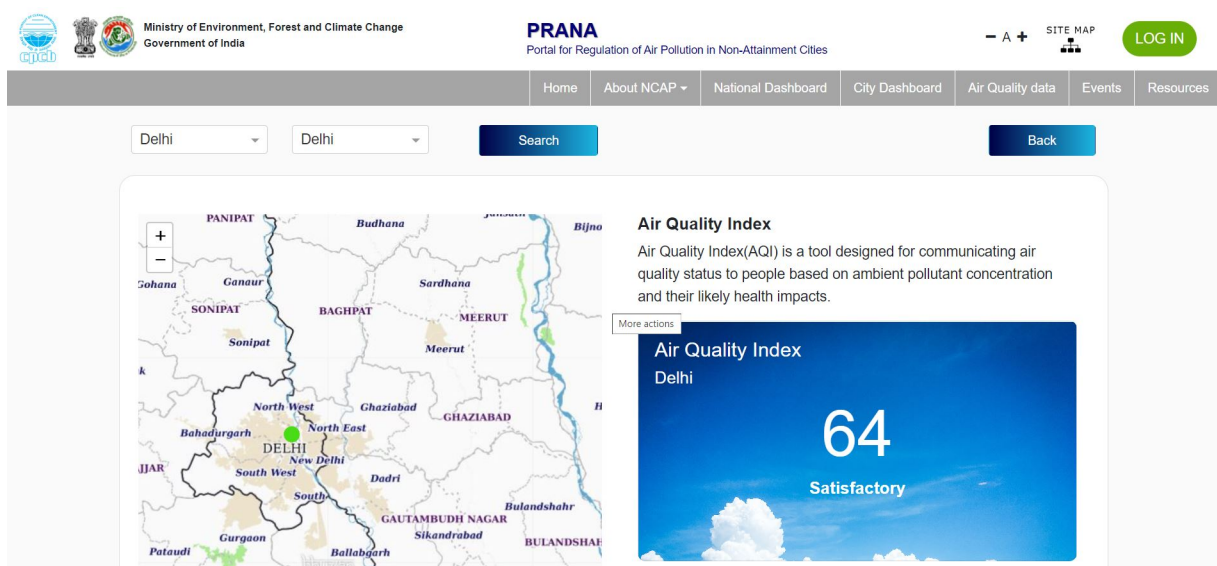 cpcb
Ministry of Environment, Forest and Climate Change
Government of India
PRANA
Portal for Regulation of Air Pollution in Non-Attainment Cities
− A +
SITE MAP
LOG IN
Home
About NCAP
National Dashboard
City Dashboard
Air Quality data
Events
Resources
Delhi
Delhi
Search
Back
+
−
PANIPAT
Budhana
Bijno
Gohana
Ganaur
Sardhana
SONIPAT
BAGHPAT
MEERUT
Sonipat
Meerut
k
North West
Ghaziabad
H
GHAZIABAD
Bahadurgarh
North East
DELHI
New Delhi
JJAR
South West
Dadri
South
Bulandshahr
GAUTAMBUDH NAGAR
Gurgaon
Sikandrabad
BULANDSHAH
Pataudi
Ballabgarh
Air Quality Index
Air Quality Index(AQI) is a tool designed for communicating air
quality status to people based on ambient pollutant concentration
and their likely health impacts.
More actions
Air Quality Index
Delhi
64
Satisfactory